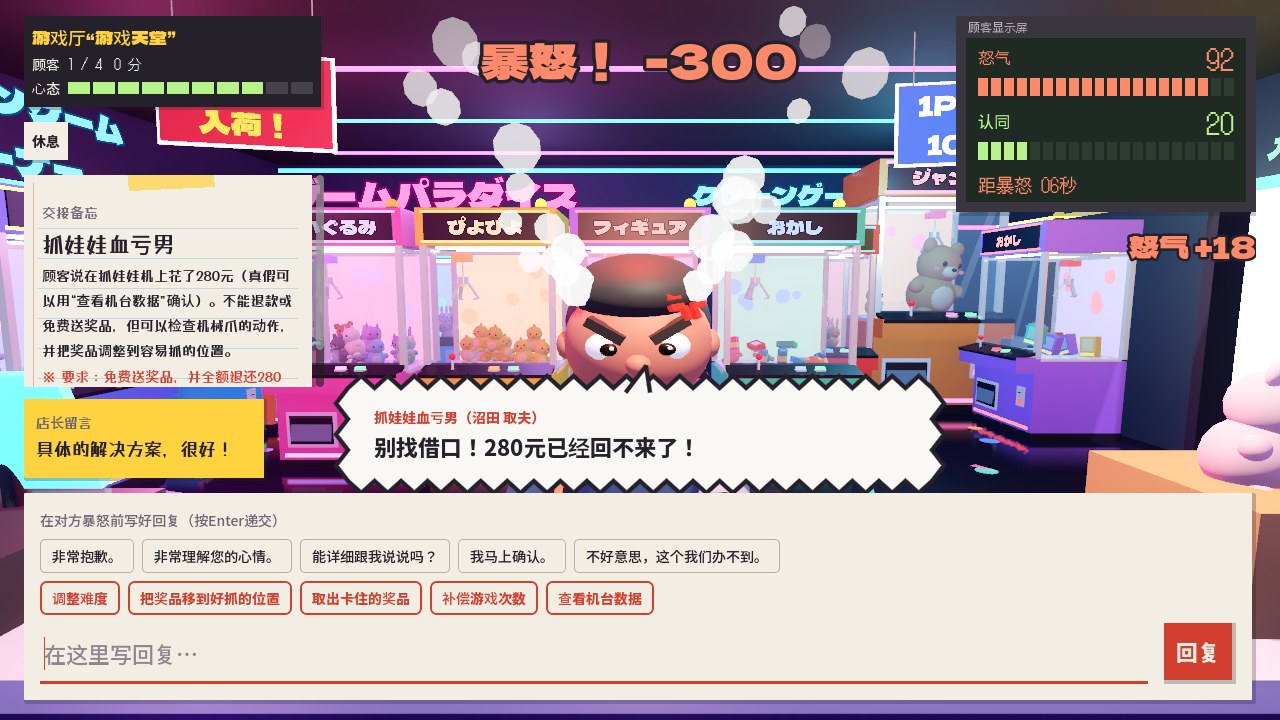 游戏厅“游戏天堂”
顾客 1/4 0分
心态
休息
暴怒！ -300
顾客显示屏
怒气 92
认同 20
距暴怒 06秒
怒气 +18
ゲーム
入荷！
1P
ジャン
ームパラダイス
クレーンゲー
ぐるみ
ぴよぴよ
フィギュア
おかし
おかし
交接备忘
抓娃娃血亏男
顾客说在抓娃娃机上花了280元（真假可
以用“查看机台数据”确认）。不能退款或
免费送奖品，但可以检查机械爪的动作，
并把奖品调整到容易抓的位置。
※ 要求：免费送奖品，并全额退还280
店长留言
具体的解决方案，很好！
抓娃娃血亏男（沼田 取夫）
别找借口！280元已经回不来了！
在对方暴怒前写好回复（按Enter递交）
非常抱歉。
非常理解您的心情。
能详细跟我说说吗？
我马上确认。
不好意思，这个我们办不到。
调整难度
把奖品移到好抓的位置
取出卡住的奖品
补偿游戏次数
查看机台数据
在这里写回复…
回复